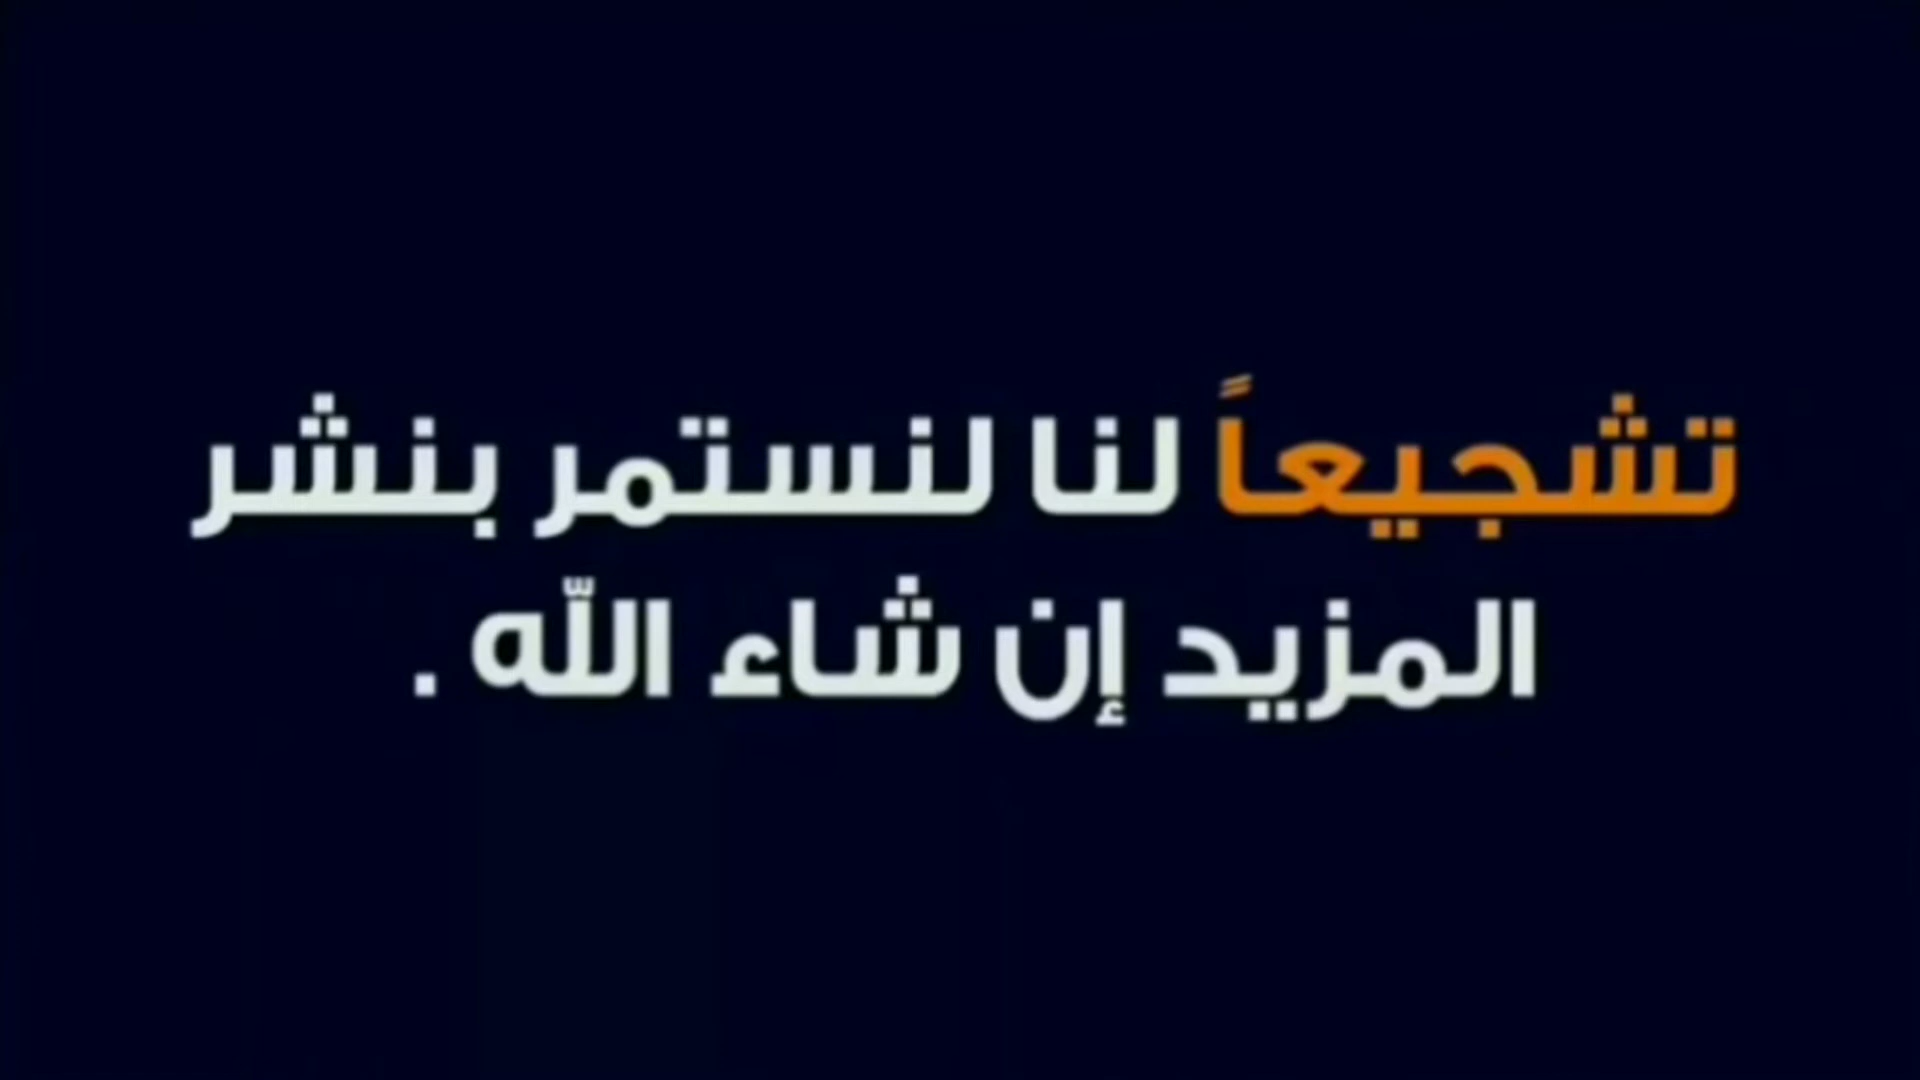 تشجيعاً لنا لنستمر بنشر
المزيد إن شاء اللّه .